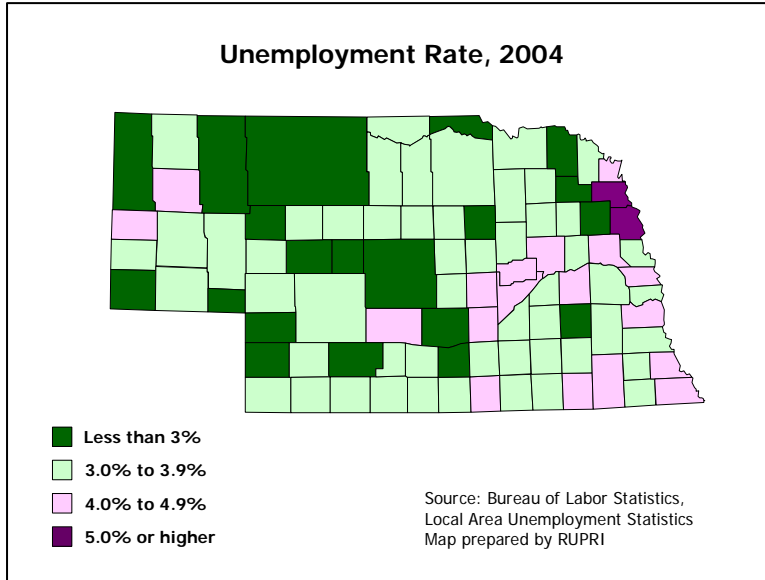 Unemployment Rate, 2004
Less than 3%
3.0% to 3.9%
4.0% to 4.9%
5.0% or higher
Source: Bureau of Labor Statistics,
Local Area Unemployment Statistics
Map prepared by RUPRI